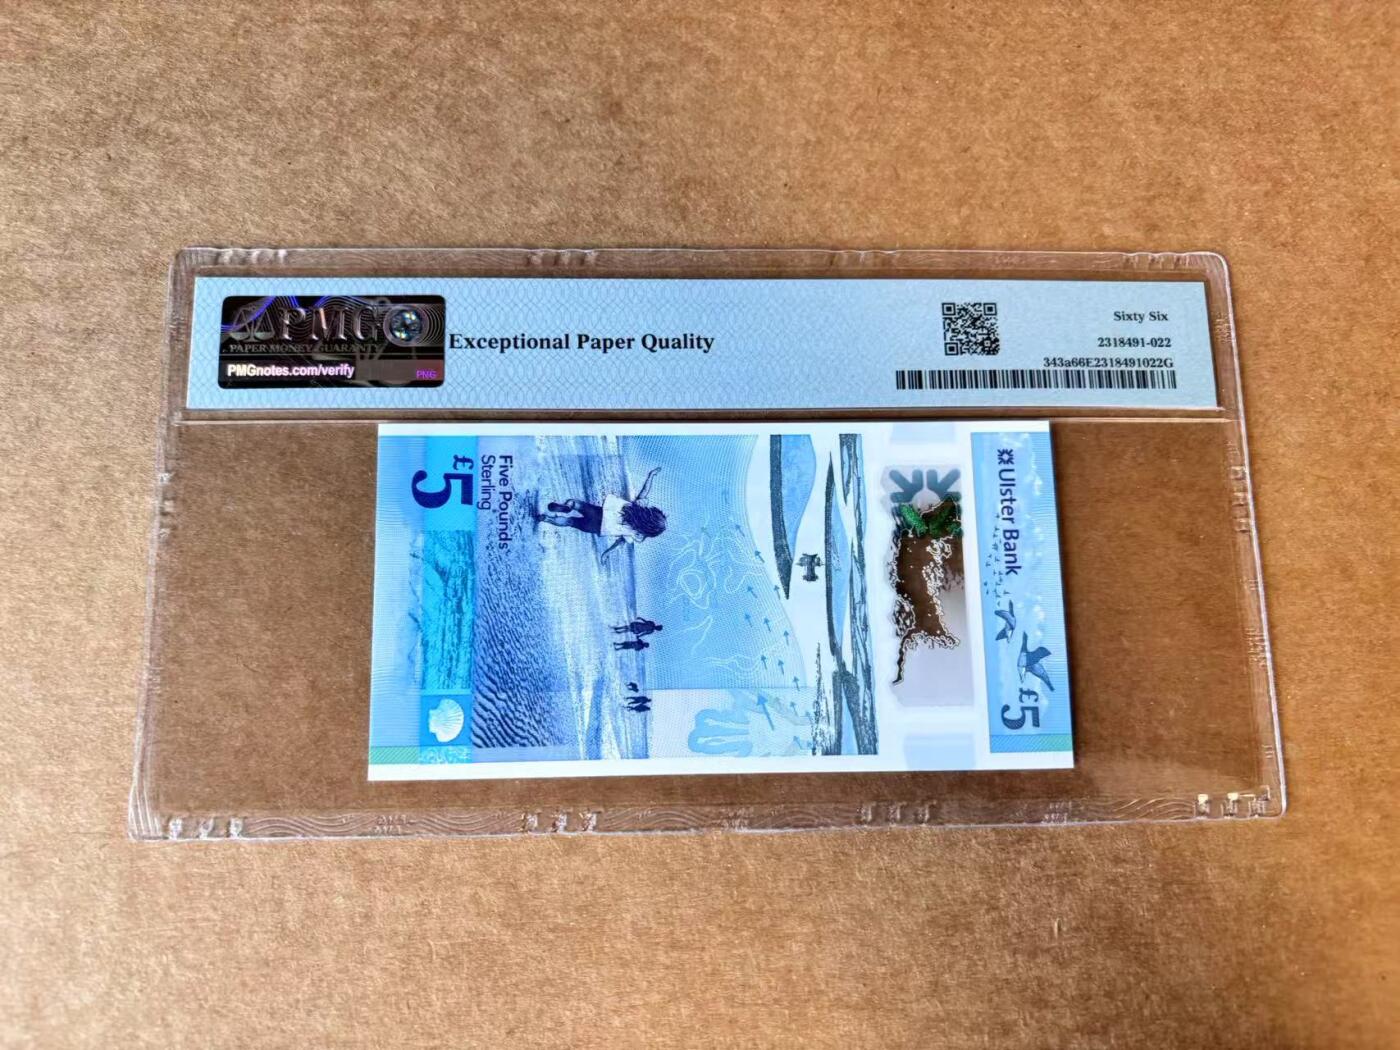 PMG
PAPER MONEY GUARANTY
PMGnotes.com/verify
PMG
Exceptional Paper Quality
Sixty Six
2318491-022
343a66E2318491022G
£5
Five Pounds
Sterling
Ulster Bank
£5